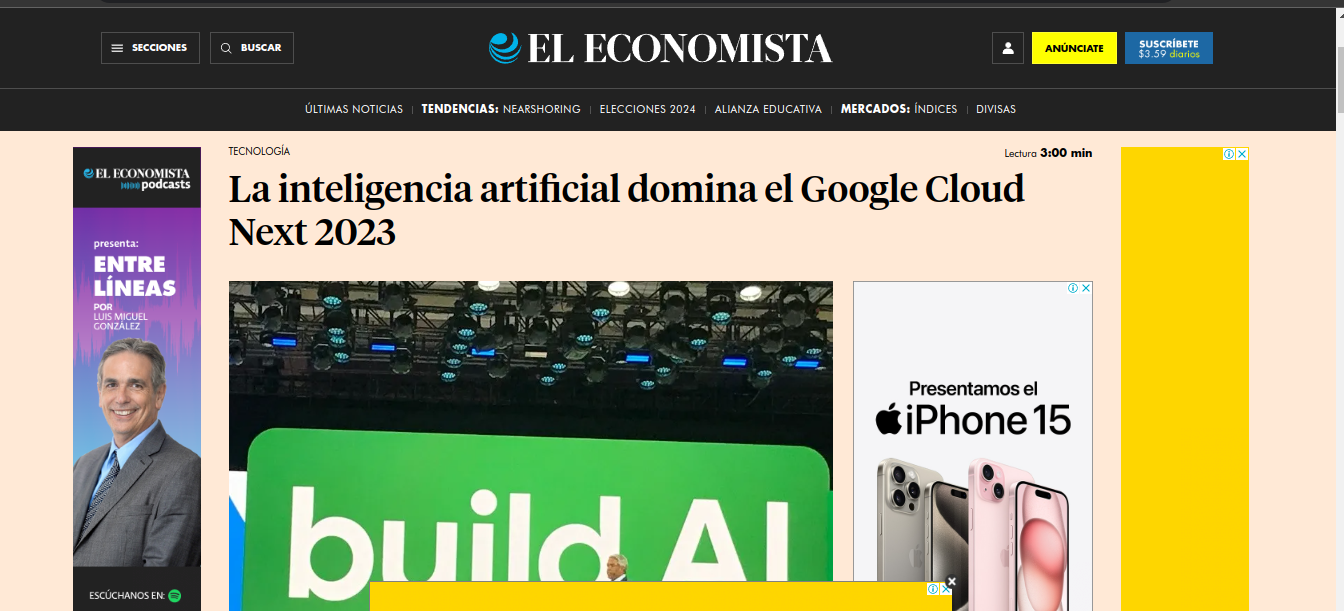 SECCIONES
BUSCAR
EL ECONOMISTA
ANÚNCIATE
SUSCRÍBETE
$3.59 diarios
ÚLTIMAS NOTICIAS | TENDENCIAS: NEARSHORING | ELECCIONES 2024 | ALIANZA EDUCATIVA | MERCADOS: ÍNDICES | DIVISAS
EL ECONOMISTA
podcasts
presenta:
ENTRE
LÍNEAS
POR
LUIS MIGUEL
GONZÁLEZ
ESCÚCHANOS EN:
TECNOLOGÍA
Lectura 3:00 min
La inteligencia artificial domina el Google Cloud
Next 2023
build AI
Presentamos el
iPhone 15